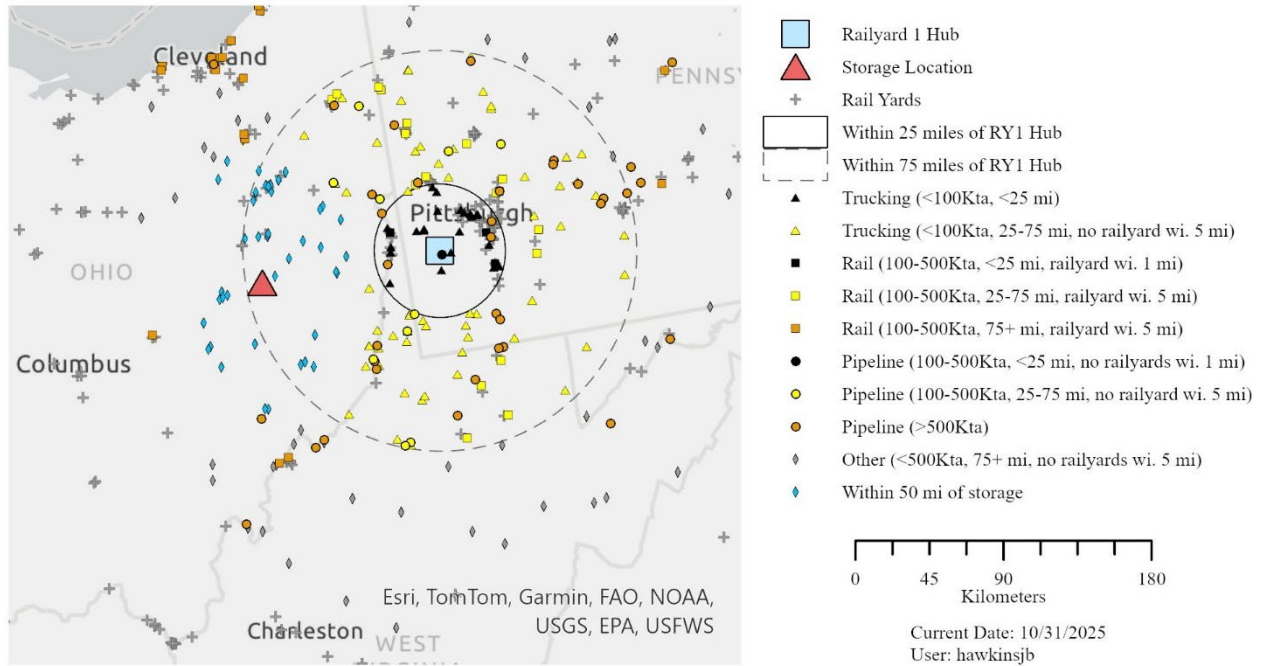 Cleveland
PENNSY
Pittsburgh
OHIO
Columbus
Charleston
WEST
Esri, TomTom, Garmin, FAO, NOAA,
USGS, EPA, USFWS
Railyard 1 Hub
Storage Location
Rail Yards
Within 25 miles of RY1 Hub
Within 75 miles of RY1 Hub
Trucking (<100Kta, <25 mi)
Trucking (<100Kta, 25-75 mi, no railyard wi. 5 mi)
Rail (100-500Kta, <25 mi, railyard wi. 1 mi)
Rail (100-500Kta, 25-75 mi, railyard wi. 5 mi)
Rail (100-500Kta, 75+ mi, railyard wi. 5 mi)
Pipeline (100-500Kta, <25 mi, no railyards wi. 1 mi)
Pipeline (100-500Kta, 25-75 mi, no railyard wi. 5 mi)
Pipeline (>500Kta)
Other (<500Kta, 75+ mi, no railyards wi. 5 mi)
Within 50 mi of storage
0 45 90 180
Kilometers
Current Date: 10/31/2025
User: hawkinsjb